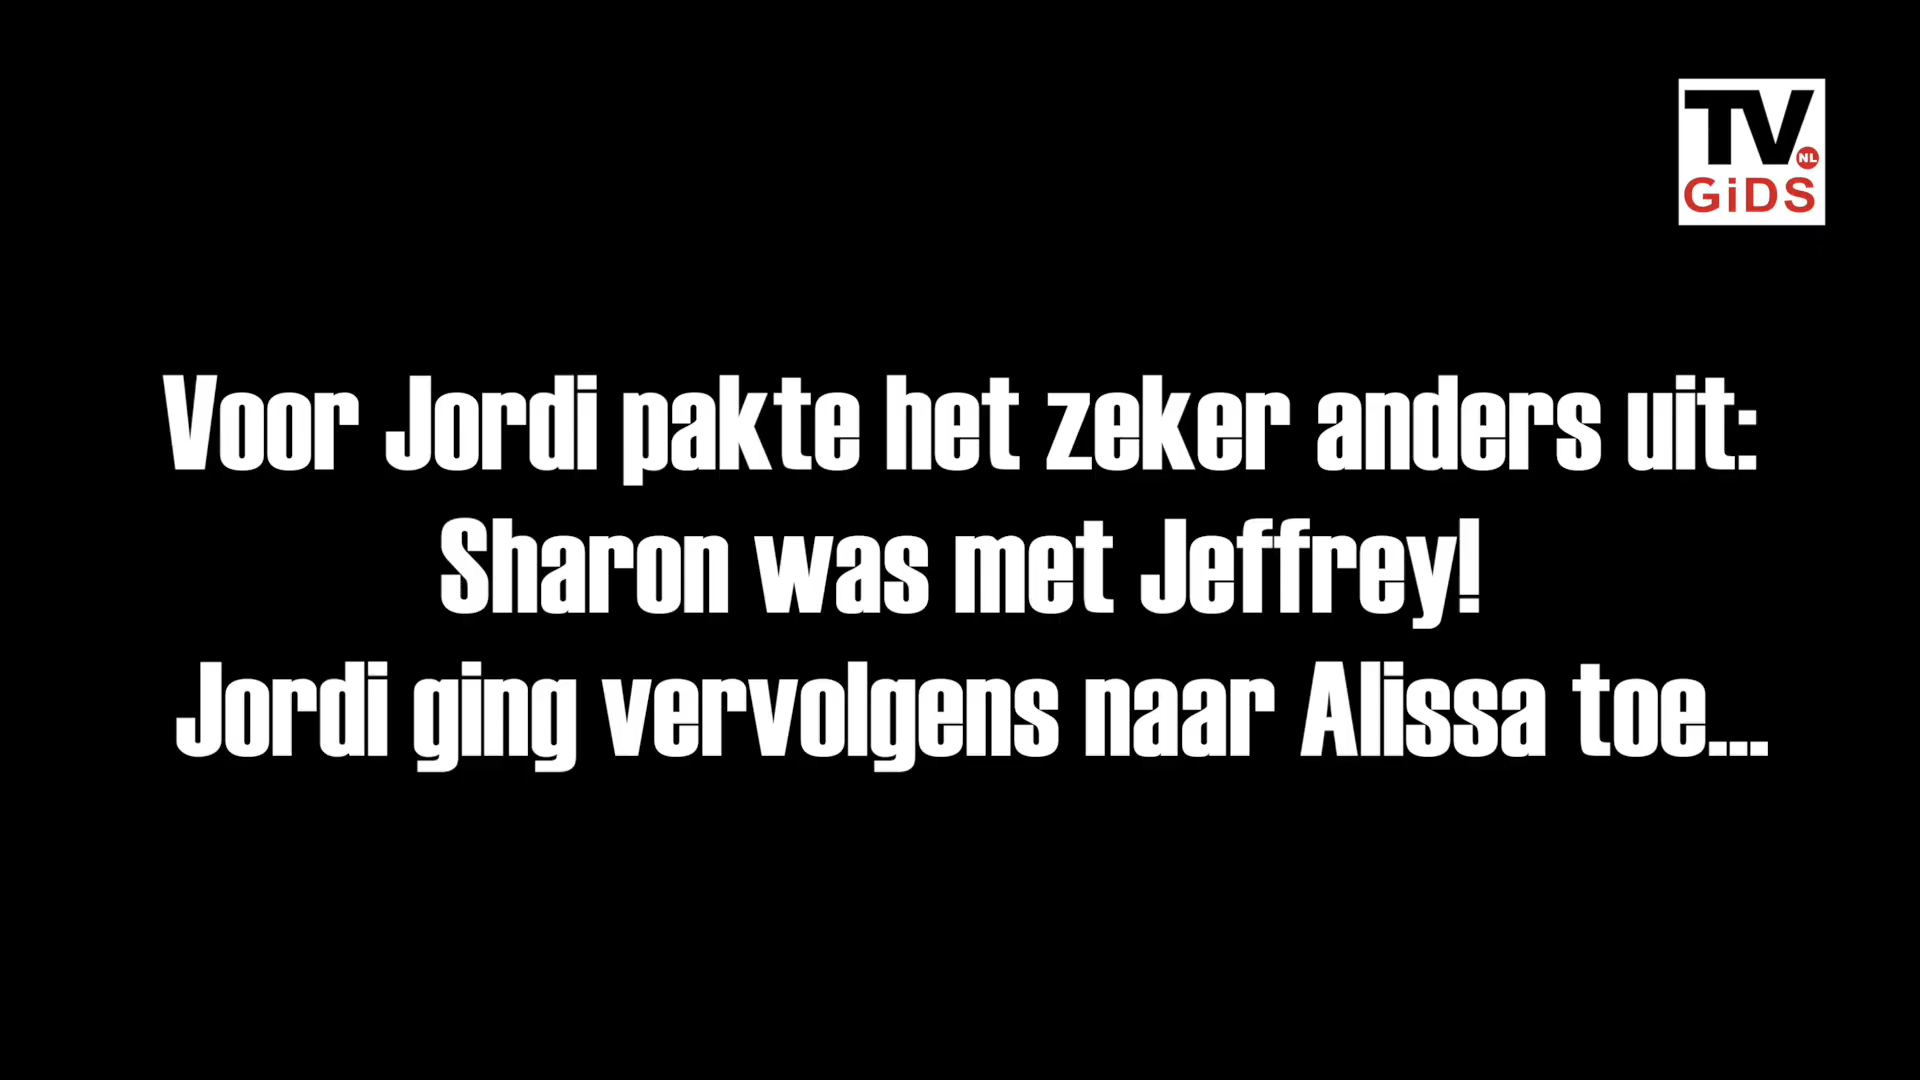 TV
NL
GiDS
Voor Jordi pakte het zeker anders uit:
Sharon was met Jeffrey!
Jordi ging vervolgens naar Alissa toe...